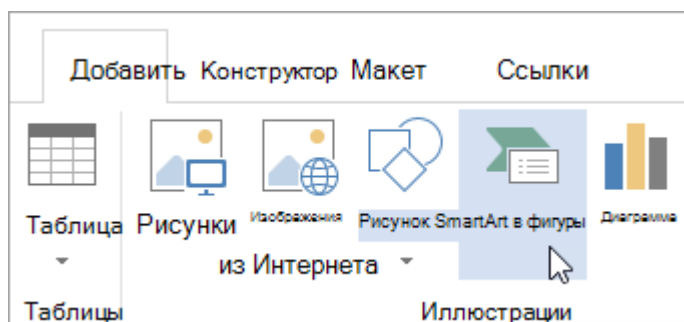 Добавить Конструктор Макет Ссылки
Таблица Рисунки Изображения Рисунок SmartArt в фигуры Диаграмма
из Интернета
Таблицы Иллюстрации